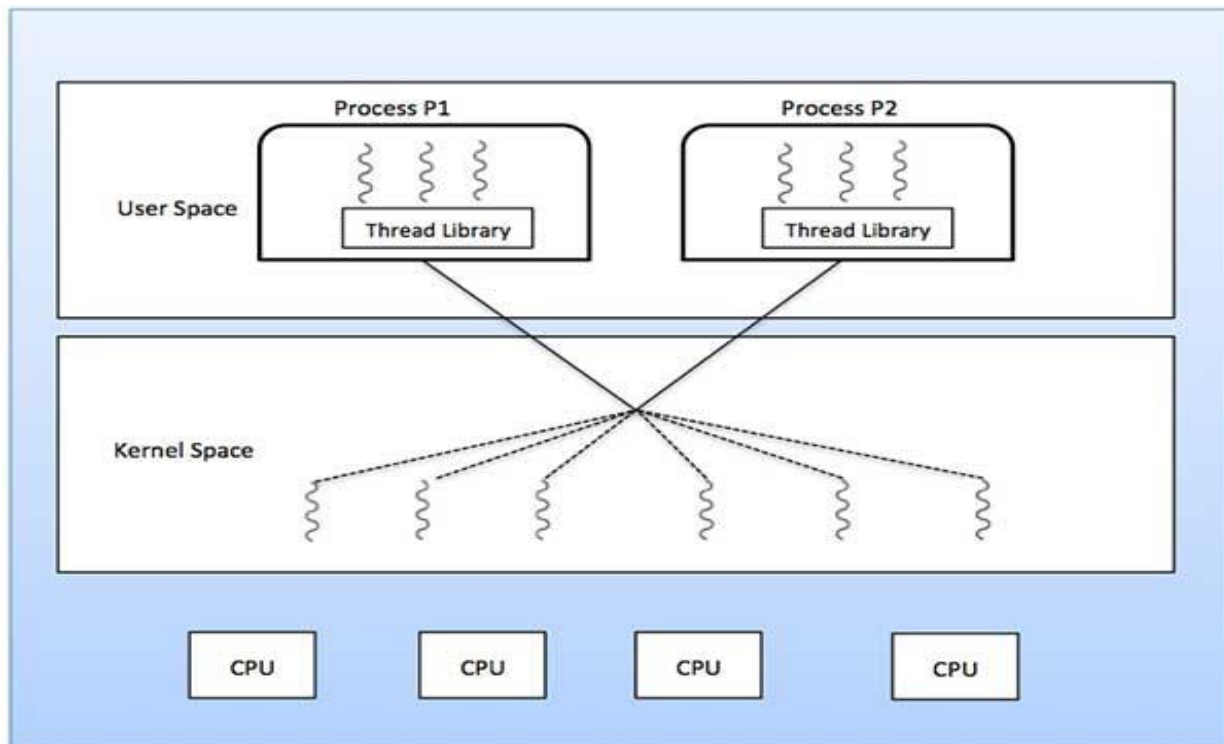 Process P1
Process P2
User Space
Thread Library
Thread Library
Kernel Space
CPU
CPU
CPU
CPU